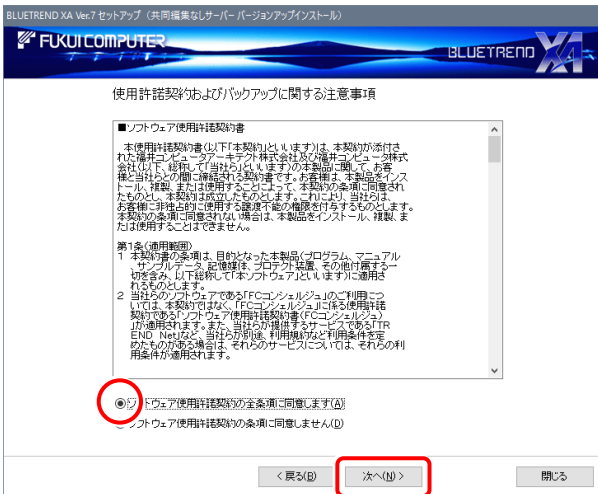 BLUETREND XA Ver.7 セットアップ（共同編集なしサーバー バージョンアップインストール）
FUKUI COMPUTER
BLUETREND XA
使用許諾契約およびバックアップに関する注意事項
■ソフトウェア使用許諾契約書
本使用許諾契約書(以下「本契約」といいます)は、本契約が添付さ
れた福井コンピュータアーキテクト株式会社及び福井コンピュータ株式
会社(以下、総称して「当社ら」といいます)の本製品に関して、お客
様と当社らとの間に締結される契約書です。お客様は、本製品をインス
トール、複製、または使用することによって、本契約の条項に同意され
たものとし、本契約は成立したものとします。これにより、当社らは、
お客様に非独占的に使用する譲渡不能の権限を付与するものとします。
本契約の条項に同意されない場合は、本製品をインストール、複製、ま
たは使用することはできません。
第1条(適用範囲)
1 本契約書の条項は、目的となった本製品(プログラム、マニュアル
、サンプルデータ、記憶媒体、プロテクト装置、その他付属する一
切を含み、以下総称して「本ソフトウェア」といいます)に適用さ
れるものとします。
2 当社らのソフトウェアである「FCコンシェルジュ」のご利用につ
いては、本契約ではなく、「FCコンシェルジュ」に係る使用許諾
契約である「ソフトウェア使用許諾契約書(FCコンシェルジュ)
」が適用されます。また、当社らが提供するサービスである「TR
END Net」など、当社らが別途、利用規約など利用条件を定
めたものがある場合は、それらのサービスについては、それらの利
用条件が適用されます。
ソフトウェア使用許諾契約の全条項に同意します(A)
ソフトウェア使用許諾契約の条項に同意しません(D)
< 戻る(B)
次へ(N) >
閉じる